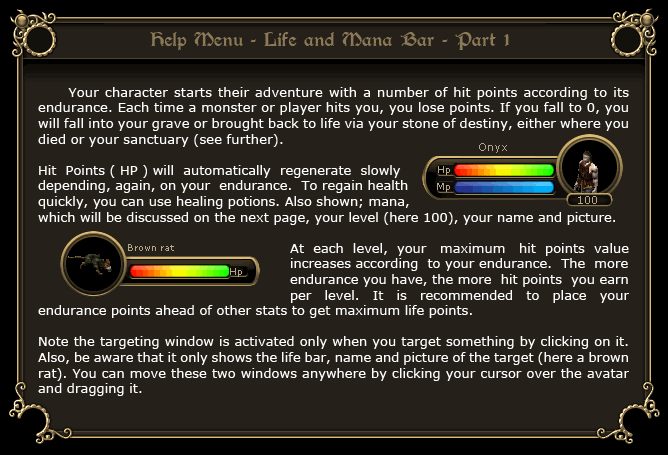 Help Menu - Life and Mana Bar - Part 1
Your character starts their adventure with a number of hit points according to its
endurance. Each time a monster or player hits you, you lose points. If you fall to 0, you
will fall into your grave or brought back to life via your stone of destiny, either where you
died or your sanctuary (see further).
Onyx
Hp
Mp
100
Hit Points ( HP ) will automatically regenerate slowly
depending, again, on your endurance. To regain health
quickly, you can use healing potions. Also shown; mana,
which will be discussed on the next page, your level (here 100), your name and picture.
Brown rat
Hp
At each level, your maximum hit points value
increases according to your endurance. The more
endurance you have, the more hit points you earn
per level. It is recommended to place your
endurance points ahead of other stats to get maximum life points.
Note the targeting window is activated only when you target something by clicking on it.
Also, be aware that it only shows the life bar, name and picture of the target (here a brown
rat). You can move these two windows anywhere by clicking your cursor over the avatar
and dragging it.